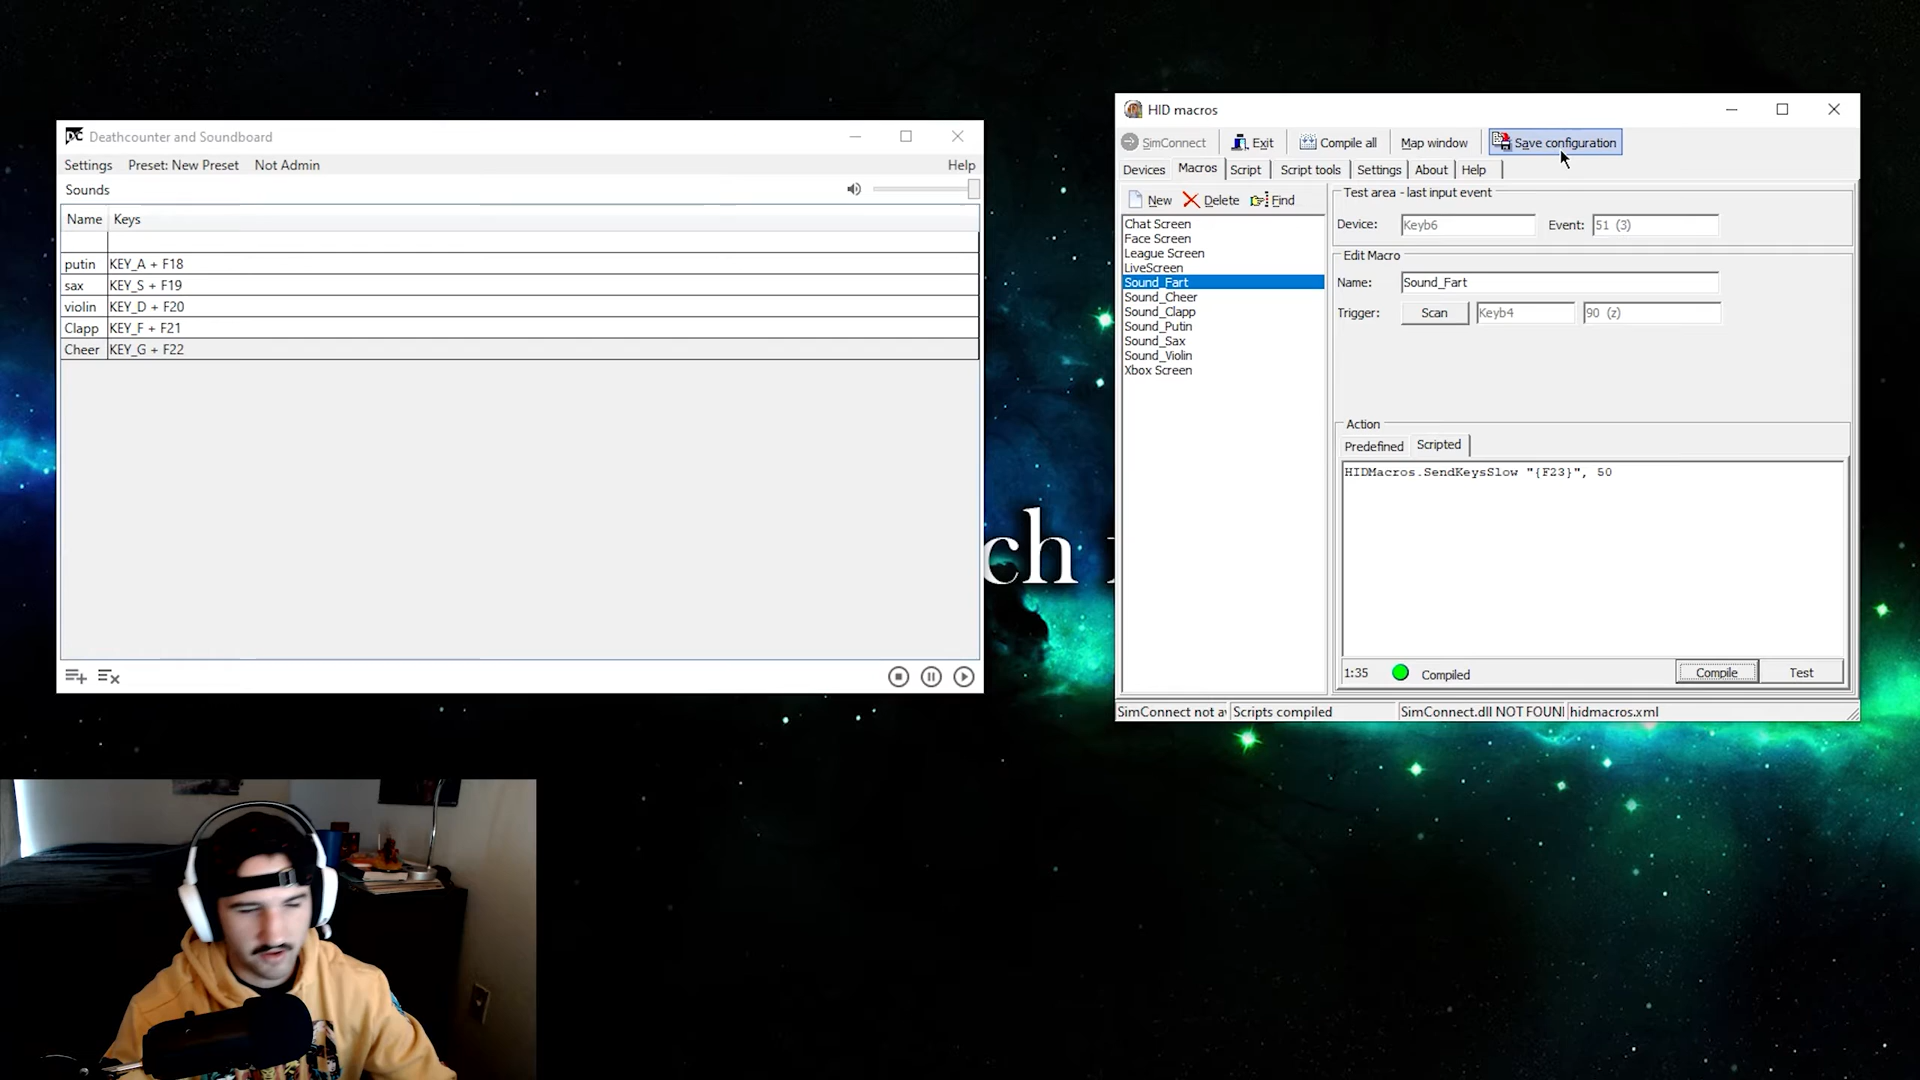 Deathcounter and Soundboard
Settings Preset: New Preset Not Admin Help
Sounds
Name Keys
putin KEY_A + F18
sax KEY_S + F19
violin KEY_D + F20
Clapp KEY_F + F21
Cheer KEY_G + F22
ch
HID macros
SimConnect Exit Compile all Map window Save configuration
Devices Macros Script Script tools Settings About Help
New Delete Find
Chat Screen
Face Screen
League Screen
LiveScreen
Sound_Fart
Sound_Cheer
Sound_Clapp
Sound_Putin
Sound_Sax
Sound_Violin
Xbox Screen
Test area - last input event
Device: Keyb6 Event: 51 (3)
Edit Macro
Name: Sound_Fart
Trigger: Scan Keyb4 90 (z)
Action
Predefined Scripted
HIDMacros.SendKeysSlow "{F23}", 50
1:35 Compiled Compile Test
SimConnect not av Scripts compiled SimConnect.dll NOT FOUN hidmacros.xml